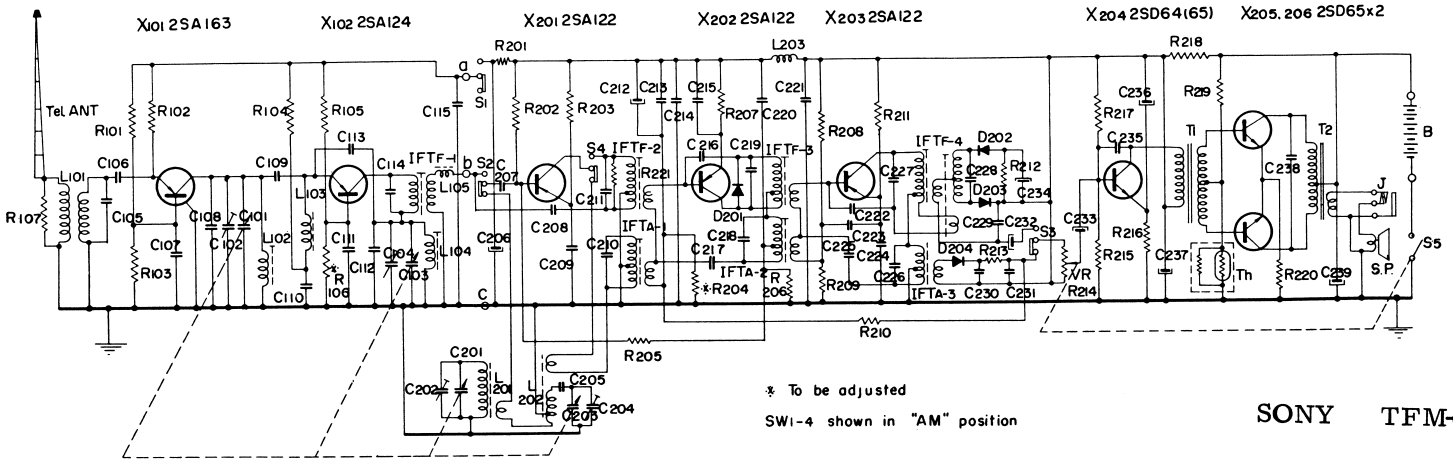 X101 2SA163 X102 2SA124 X201 2SA122 X202 2SA122 X203 2SA122 X204 2SD64(65) X205, 206 2SD65x2
Tel. ANT
L101
R107
C106
C105
R101
R102
R103
C107
C108
C102
C101
C109
L102
R104
L103
C110
R105
C113
C111
※R106
C112
C114
C104
C103
IFTF-1
L105
L104
C115
a
S1
b
S2
C
C207
C206
C
R201
R202
R203
C208
C209
S4
C211
C210
R221
IFTF-2
IFTA-1
C212
C213
C214
C215
R207
C216
C219
D201
C217
C218
※R204
R205
L203
C220
C221
IFTF-3
IFTA-2
R206
R208
R209
C225
C222
C223
C224
R211
C227
C226
IFTF-4
IFTA-3
D202
C228
D203
R212
C234
C229
C232
D204
R213
C230
C231
S3
R210
VR
R214
C233
R217
R215
C235
C236
R216
C237
T1
R218
R219
Th
C238
R220
T2
C239
J
S.P.
B
S5
C201
C202
L201
L202
C205
C203
C204
※ To be adjusted
SW1-4 shown in "AM" position
SONY TFM-